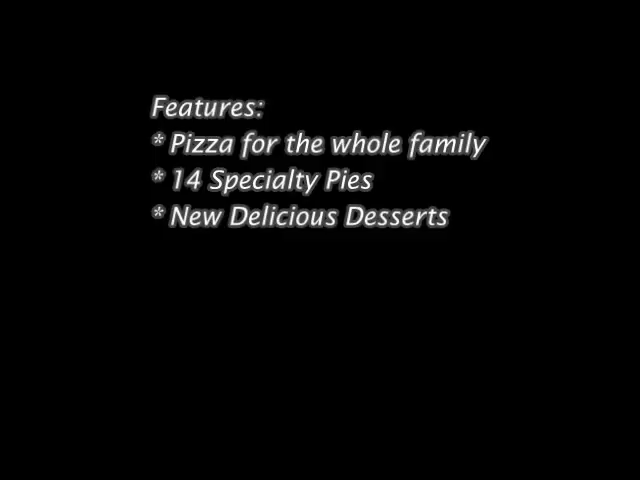 Features:
* Pizza for the whole family
* 14 Specialty Pies
* New Delicious Desserts